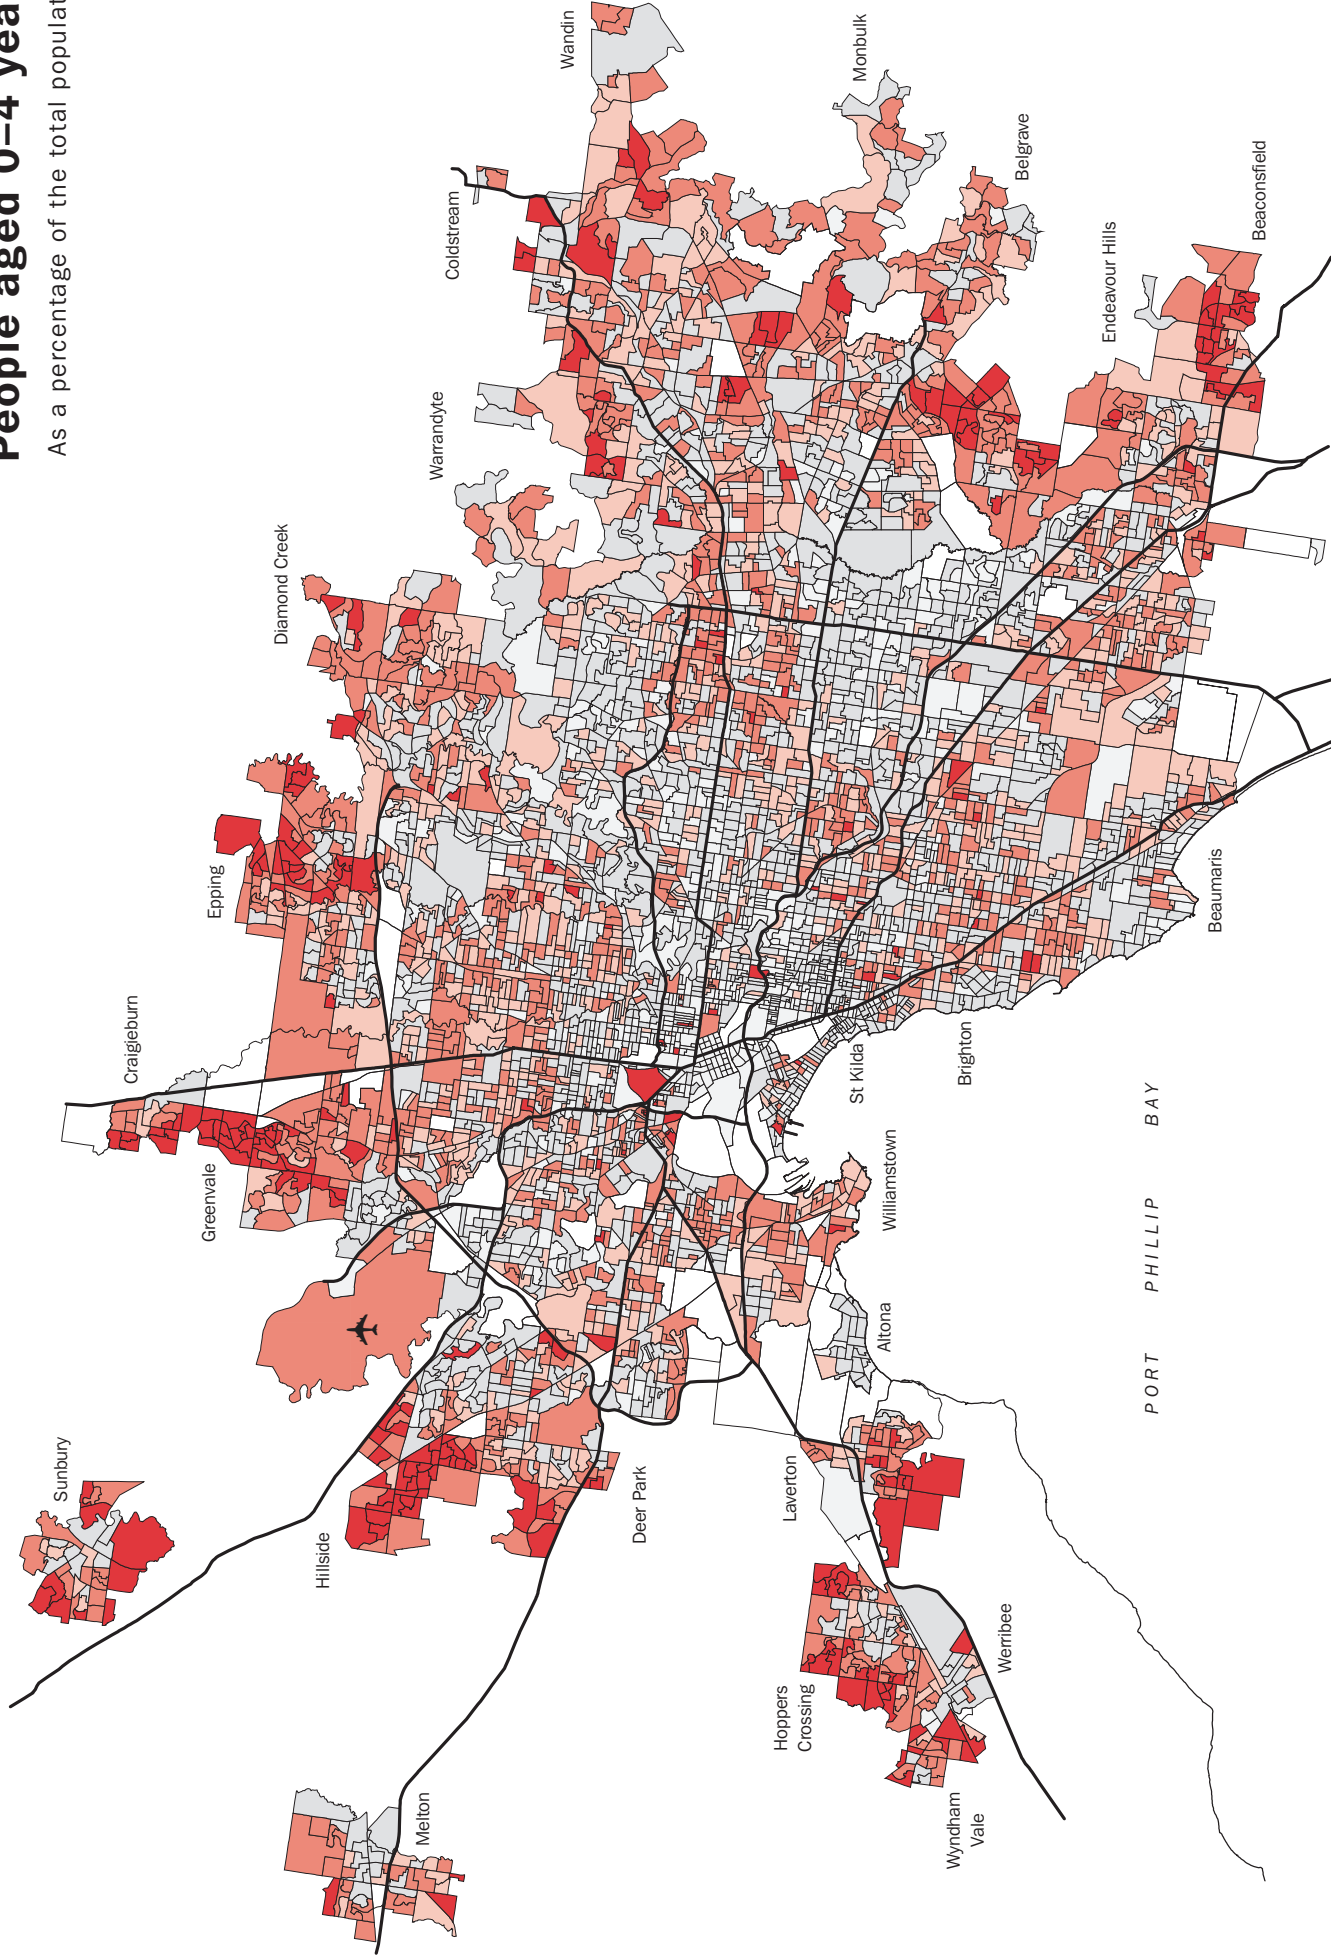 People aged 0–4 yea
As a percentage of the total populat
Sunbury
Craigieburn
Greenvale
Epping
Diamond Creek
Hillside
Melton
Warrandyte
Coldstream
Wandin
Deer Park
Hoppers
Crossing
Laverton
St Kilda
Monbulk
Altona
Williamstown
Wyndham
Vale
Brighton
Werribee
Belgrave
Endeavour Hills
PORT PHILLIP BAY
Beaumaris
Beaconsfield